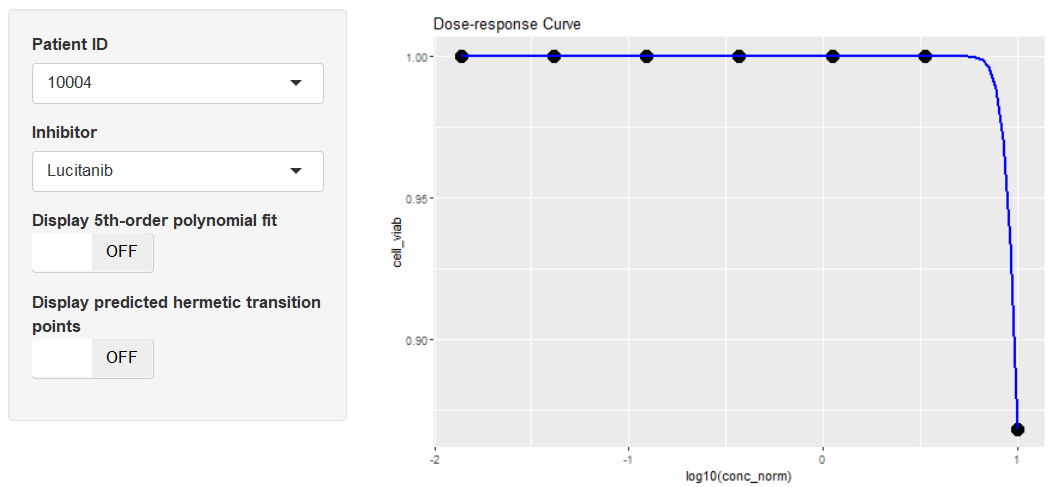 Patient ID
10004
Inhibitor
Lucitanib
Display 5th-order polynomial fit
OFF
Display predicted hermetic transition
points
OFF
Dose-response Curve
1.00
0.95
0.90
cell_viab
-2
-1
0
1
log10(conc_norm)